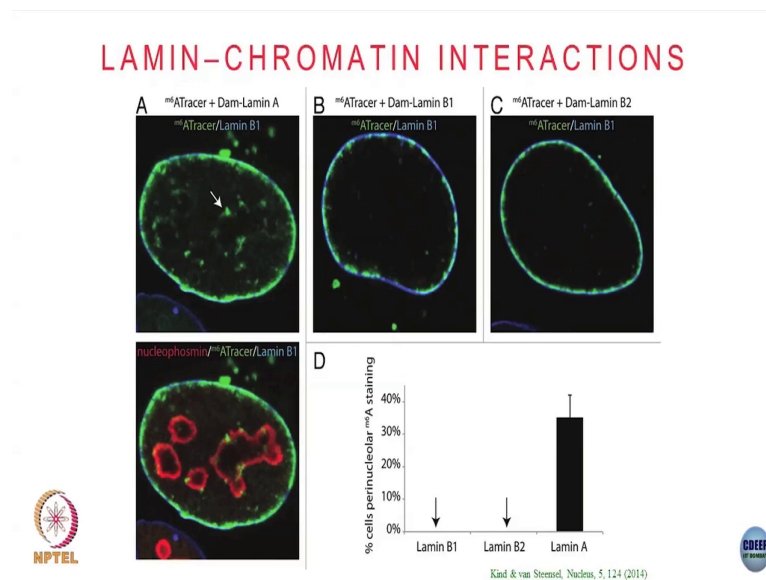 LAMIN–CHROMATIN INTERACTIONS
A m6ATracer + Dam-Lamin A
m6ATracer/Lamin B1
B m6ATracer + Dam-Lamin B1
m6ATracer/Lamin B1
C m6ATracer + Dam-Lamin B2
m6ATracer/Lamin B1
nucleophosmin/m6ATracer/Lamin B1
D
% cells perinucleolar m6A staining
40%
30%
20%
10%
0%
Lamin B1 Lamin B2 Lamin A
NPTEL
CDEEP
IIT BOMBAY
Kind & van Steensel, Nucleus, 5, 124 (2014)